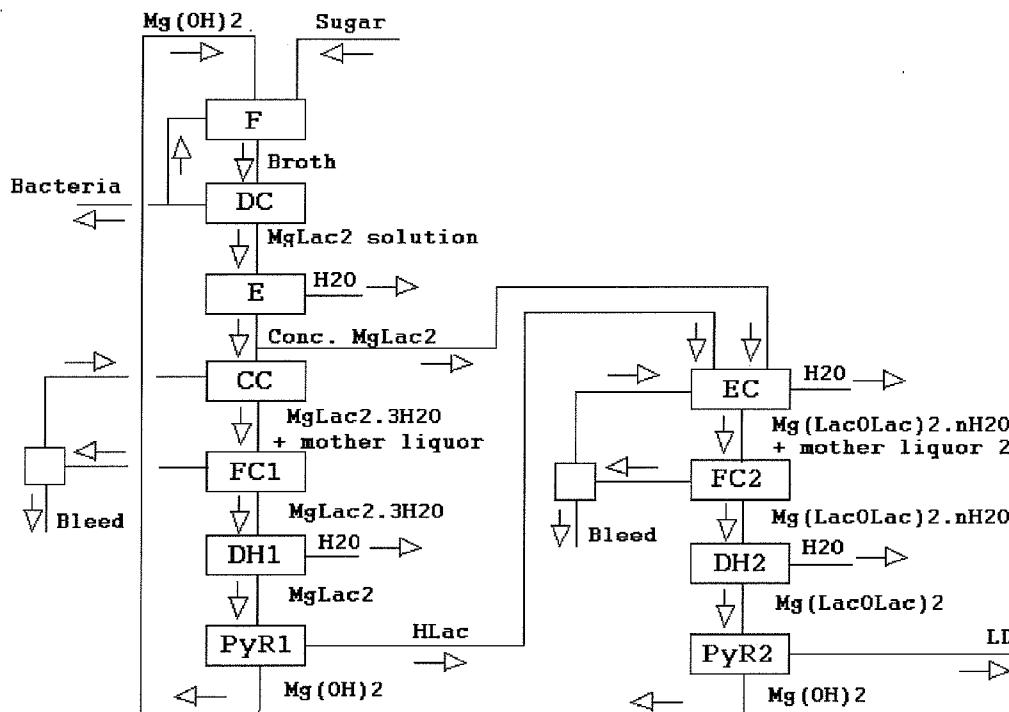 Mg(OH)2
Sugar
F
Broth
Bacteria
DC
MgLac2 solution
E
H2O
Conc. MgLac2
CC
MgLac2.3H2O
+ mother liquor
FC1
Bleed
MgLac2.3H2O
DH1
H2O
MgLac2
PyR1
HLac
Mg(OH)2
EC
H2O
Mg(LacOLac)2.nH2O
+ mother liquor 2
FC2
Bleed
Mg(LacOLac)2.nH2O
DH2
H2O
Mg(LacOLac)2
PyR2
Mg(OH)2